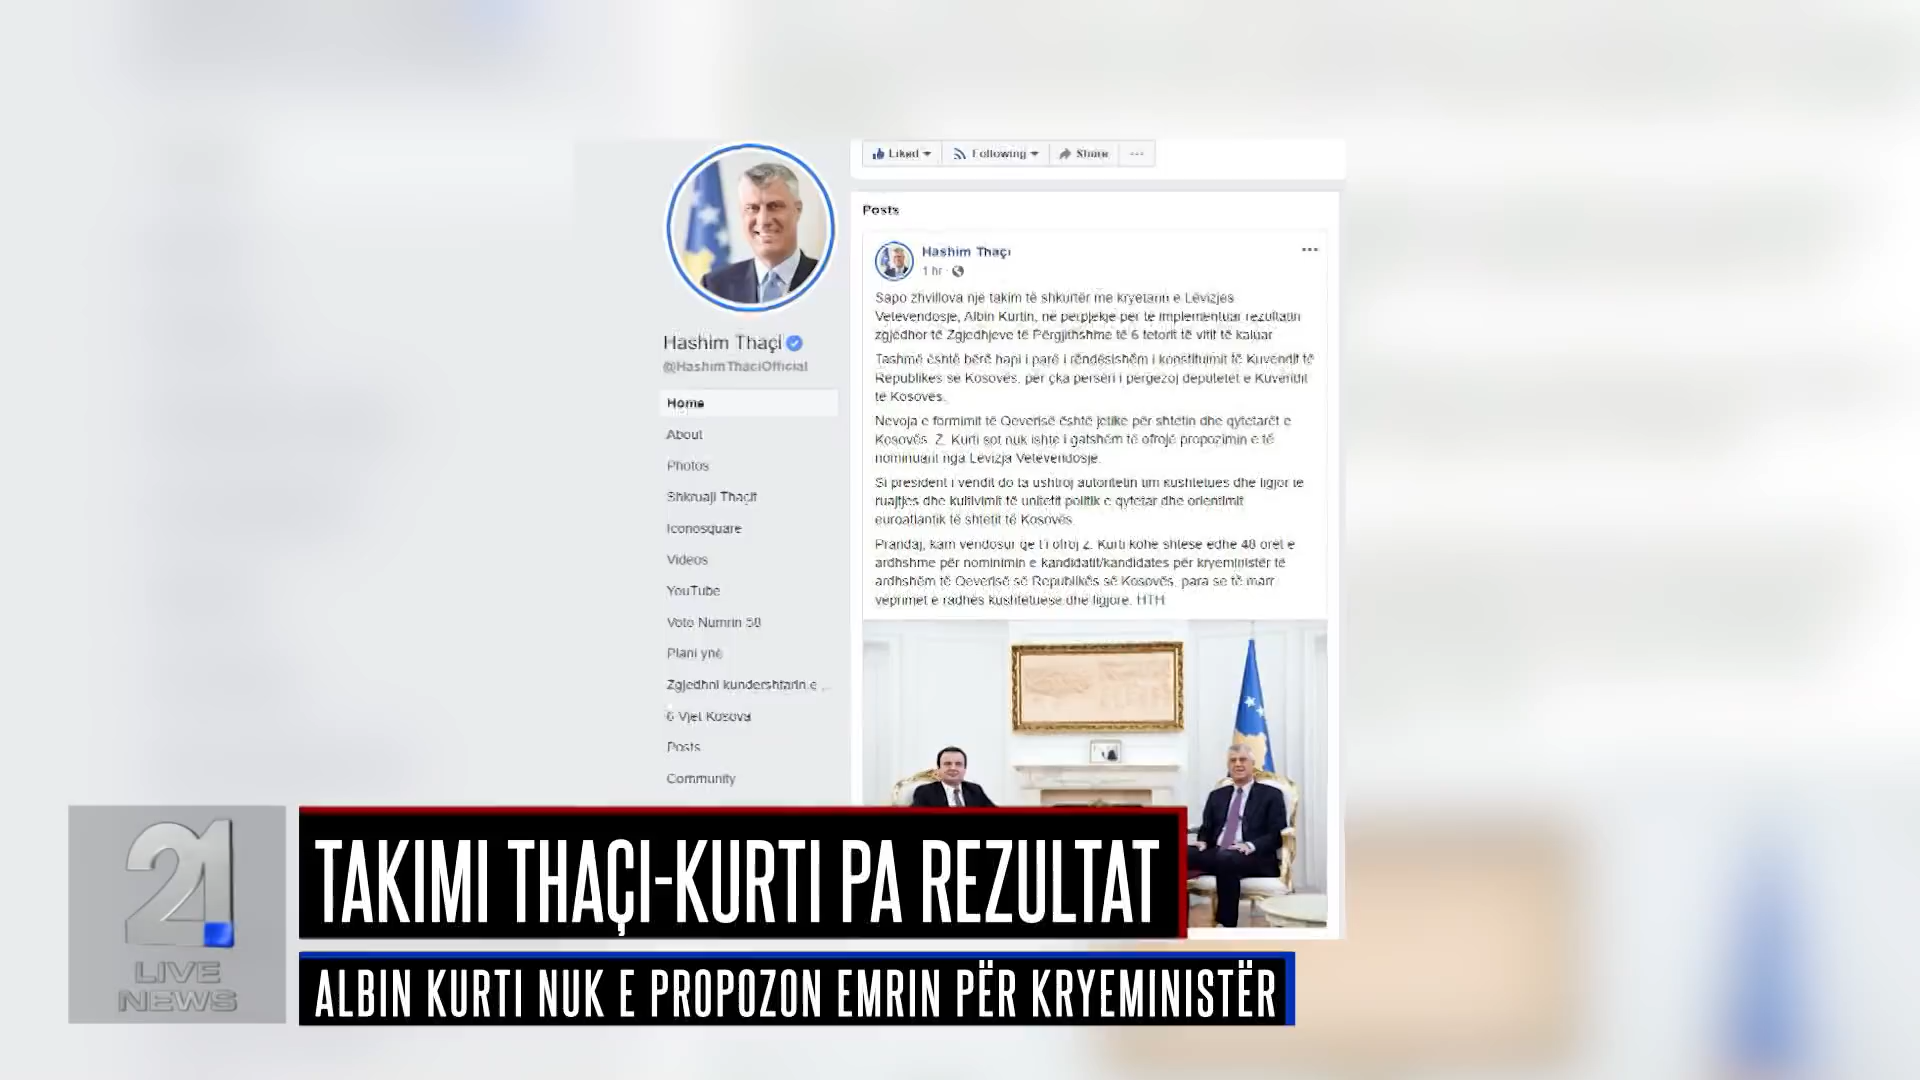 Liked
Following
Share
Posts
Hashim Thaçi
1 hr
Sapo zhvillova një takim të shkurtër me kryetarin e Lëvizjes
Vetevendosje, Albin Kurtin, në përpjekje për të implementuar rezultatin
zgjedhor të Zgjedhjeve të Përgjithshme të 6 tetorit të vitit të kaluar
Tashmë është bërë hapi i parë i rëndësishëm i konstituimit të Kuvendit të
Republikës së Kosovës, për çka përsëri i përgëzoj deputetët e Kuvendit
të Kosovës.
Nevoja e formimit të Qeverisë është jetike për shtetin dhe qytetarët e
Kosovës. Z. Kurti sot nuk ishte i gatshëm të ofrojë propozimin e të
nominuarit nga Lëvizja Vetevendosje.
Si president i vendit do ta ushtroj autoritetin tim kushtetues dhe ligjor të
ruajtjes dhe kultivimit të unitetit politik e qytetar dhe orientimit
euroatlantik të shtetit të Kosovës.
Prandaj, kam vendosur që t'i ofroj Z. Kurti kohë shtesë edhe 48 orët e
ardhshme për nominimin e kandidatit/kandidates për kryeministër të
ardhshëm të Qeverisë së Republikës së Kosovës, para se të marr
veprimet e radhës kushtetuese dhe ligjore. HTH
Hashim Thaçi
@HashimThaciOfficial
Home
About
Photos
Shkruaji Thaçit
Iconosquare
Videos
YouTube
Voto Numrin 58
Plani ynë
Zgjedhni kundershtarin e ...
6 Vjet Kosova
Posts
Community
21
LIVE
NEWS
TAKIMI THAÇI-KURTI PA REZULTAT
ALBIN KURTI NUK E PROPOZON EMRIN PËR KRYEMINISTËR